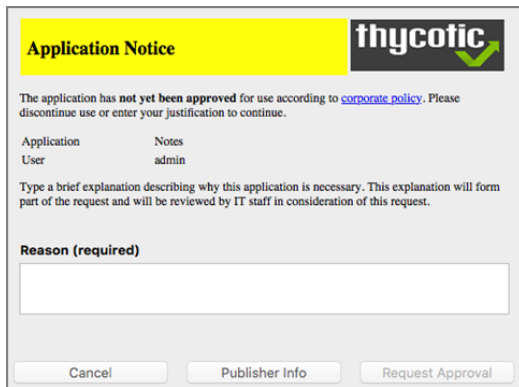 Application Notice
thycotic
The application has not yet been approved for use according to corporate policy. Please
discontinue use or enter your justification to continue.
Application Notes
User admin
Type a brief explanation describing why this application is necessary. This explanation will form
part of the request and will be reviewed by IT staff in consideration of this request.
Reason (required)
Cancel Publisher Info Request Approval